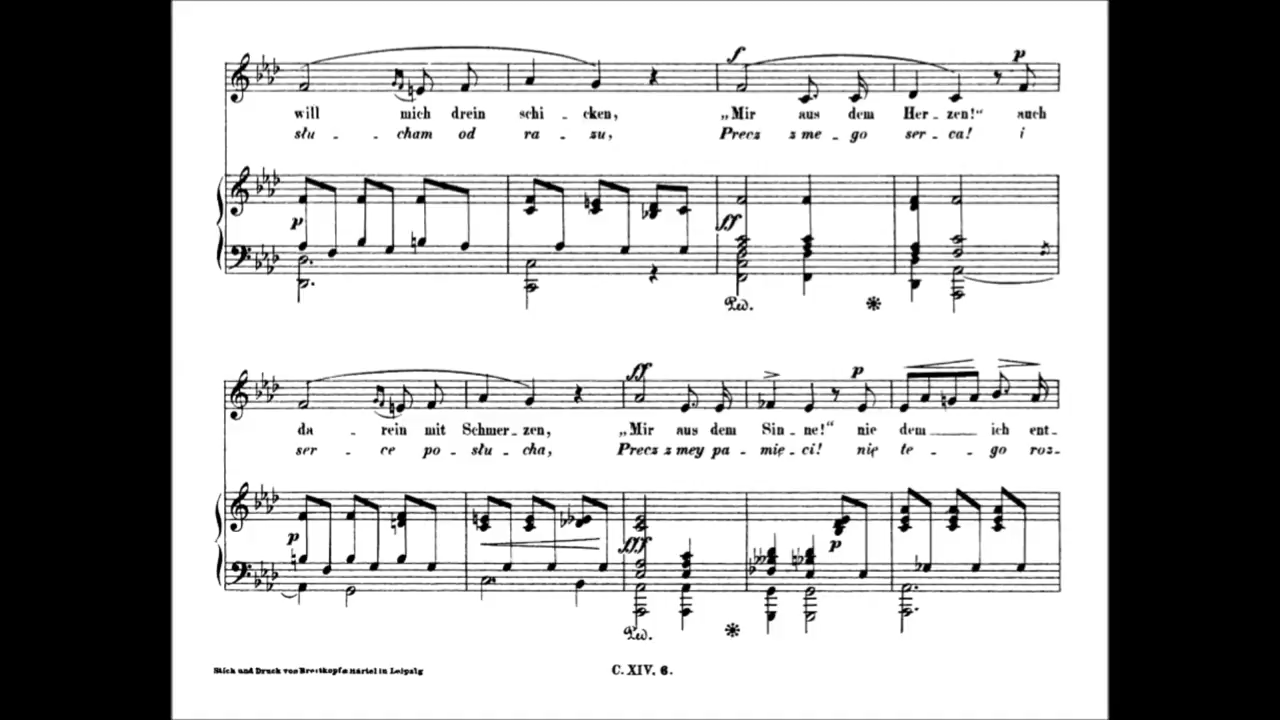 f p
will mich drein schi - cken, „Mir aus dem Her - zen!“ auch
słu - - - cham od ra - zu, Precz z me - go ser - ca! i
p ff
Ped. *
ff p
da - rein mit Schmer - zen, „Mir aus dem Sin - ne!“ nie dem ich ent-
ser - - ce po - słu - cha, Precz z mey pa - mię - ci! nię te - go roz-
p fff p
Ped. *
Stich und Druck von Breitkopf & Härtel in Leipzig C. XIV. 6.